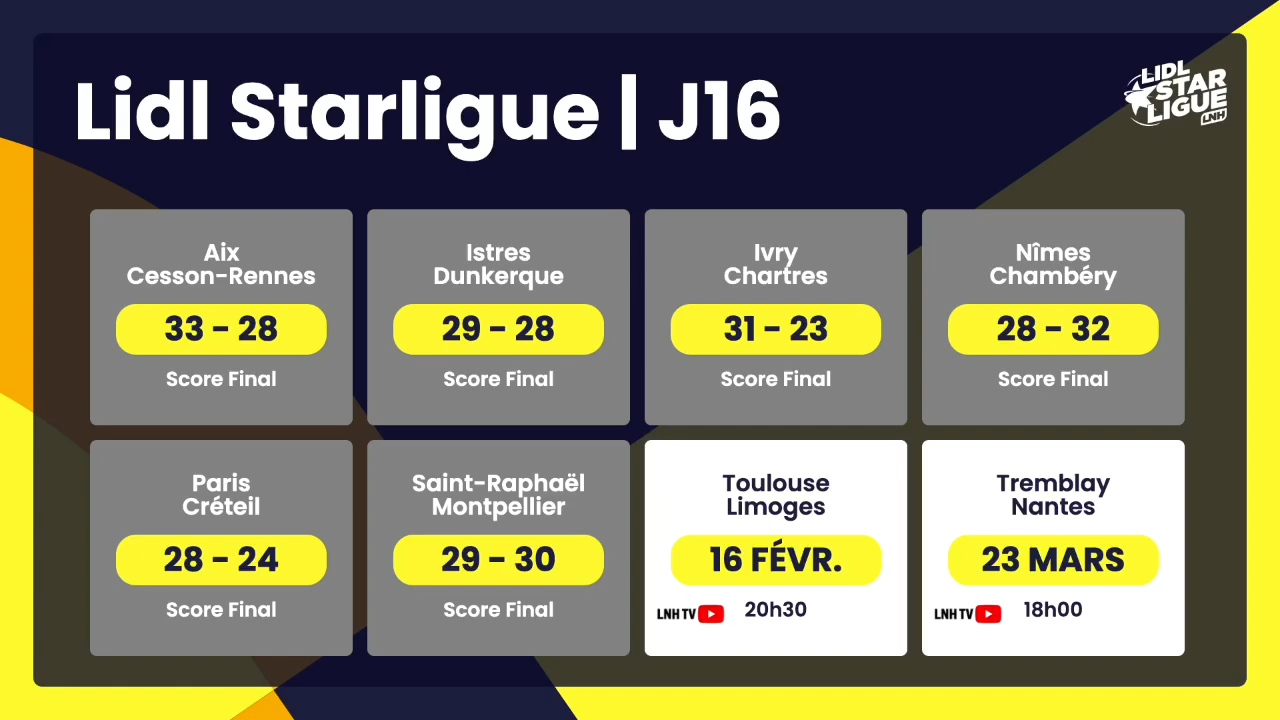 Lidl Starligue | J16
LIDL
STAR
LIGUE
LNH
Aix
Cesson-Rennes
33 - 28
Score Final
Istres
Dunkerque
29 - 28
Score Final
Ivry
Chartres
31 - 23
Score Final
Nîmes
Chambéry
28 - 32
Score Final
Paris
Créteil
28 - 24
Score Final
Saint-Raphaël
Montpellier
29 - 30
Score Final
Toulouse
Limoges
16 FÉVR.
LNH TV 20h30
Tremblay
Nantes
23 MARS
LNH TV 18h00